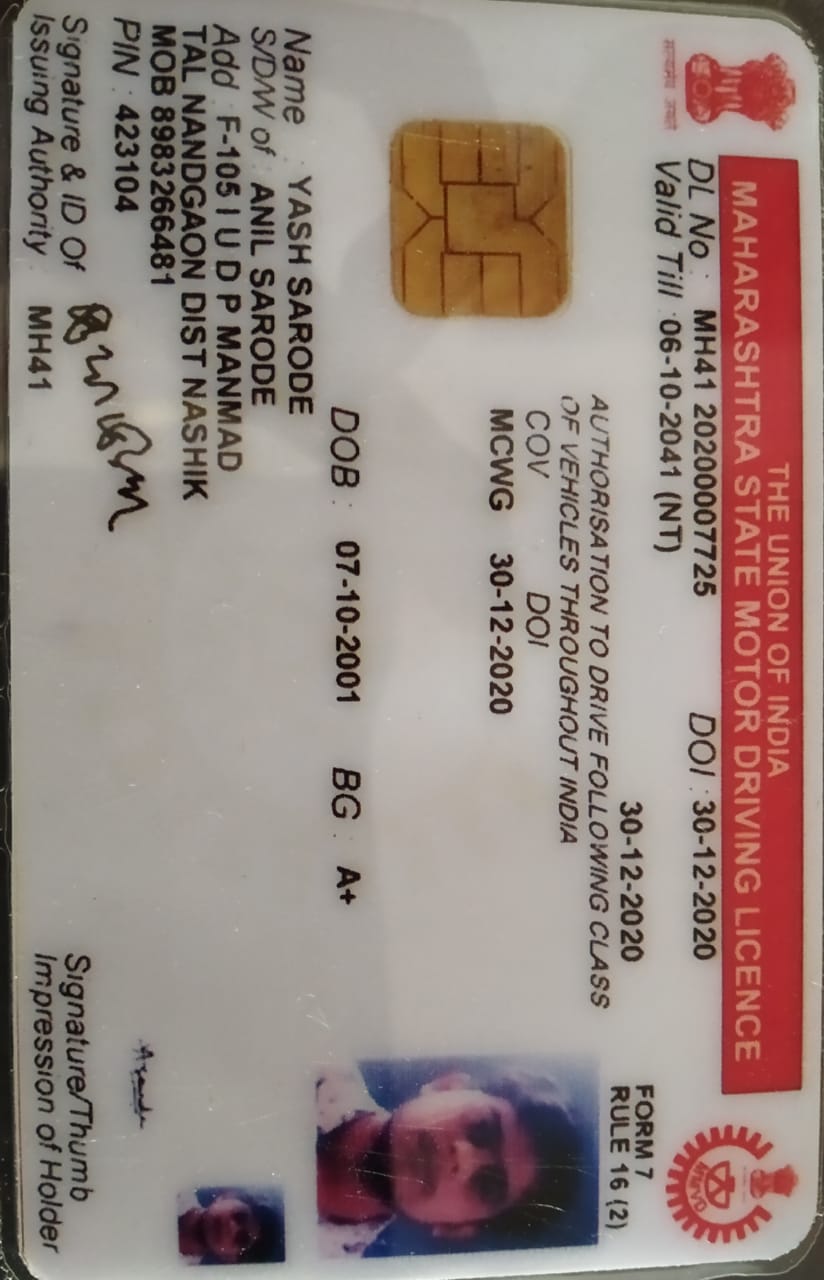 THE UNION OF INDIA
MAHARASHTRA STATE MOTOR DRIVING LICENCE
सत्यमेव जयते
MMVD
DL No : MH41 20200007725 DOI : 30-12-2020
Valid Till : 06-10-2041 (NT)
30-12-2020
FORM 7
RULE 16 (2)
AUTHORISATION TO DRIVE FOLLOWING CLASS
OF VEHICLES THROUGHOUT INDIA
COV DOI
MCWG 30-12-2020
DOB : 07-10-2001 BG : A+
Name : YASH SARODE
S/D/W of : ANIL SARODE
Add : F-105 I U D P MANMAD
TAL NANDGAON DIST NASHIK
MOB 8983266481
PIN : 423104
Signature & ID Of
Issuing Authority MH41
Signature/Thumb
Impression of Holder